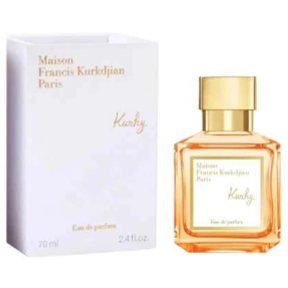 Maison
Francis Kurkdjian
Paris
Kurky
Eau de parfum
70 ml
2.4 fl.oz.
Maison
Francis Kurkdjian
Paris
Kurky
Eau de parfum